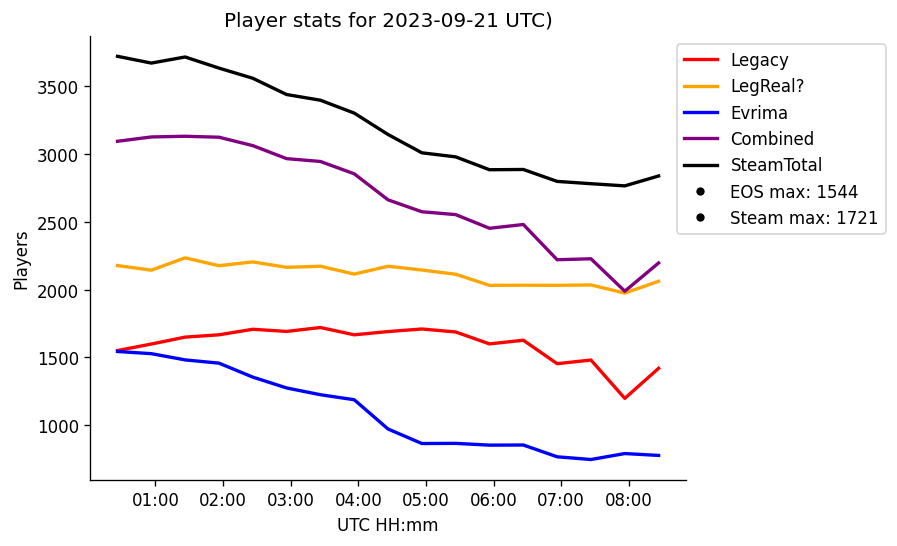 Player stats for 2023-09-21 UTC)
Legacy
LegReal?
Evrima
Combined
SteamTotal
EOS max: 1544
Steam max: 1721
Players
3500
3000
2500
2000
1500
1000
01:00 02:00 03:00 04:00 05:00 06:00 07:00 08:00
UTC HH:mm